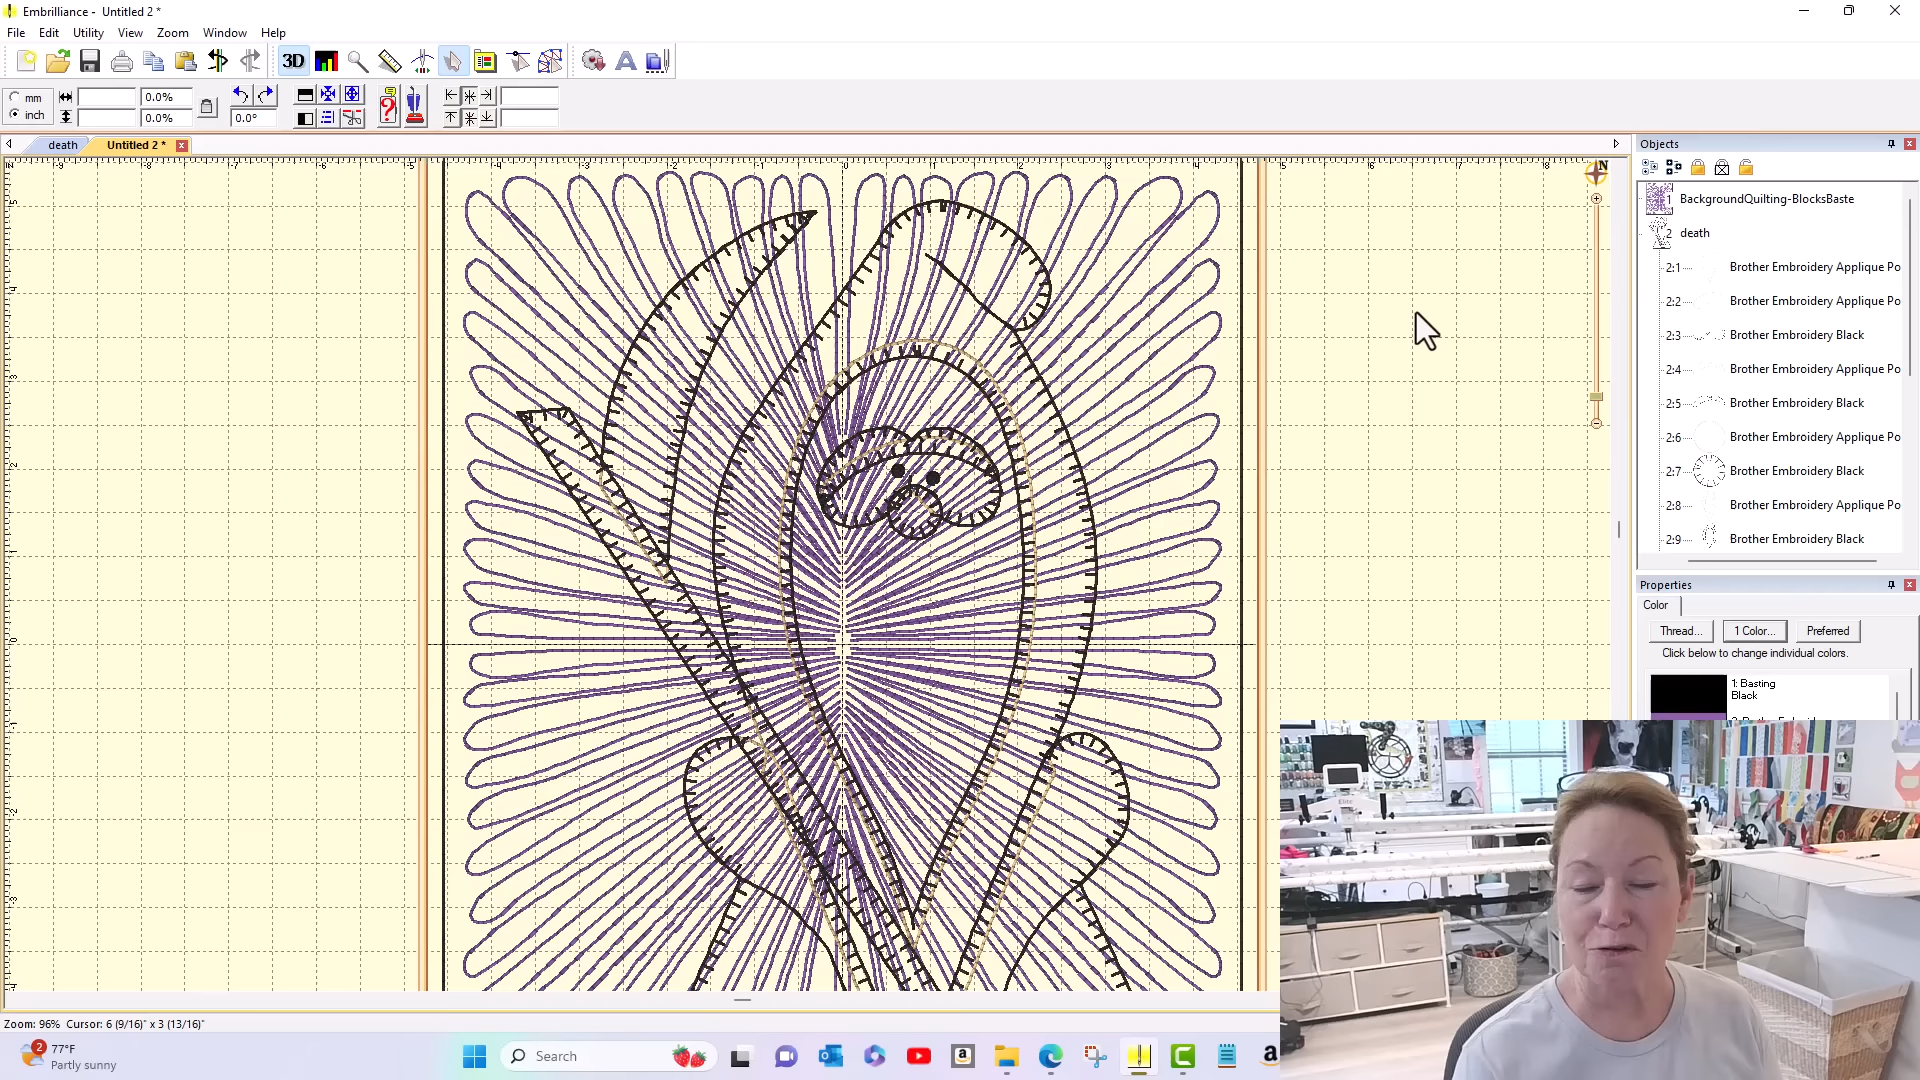 Embrilliance - Untitled 2 *
File Edit Utility View Zoom Window Help
3D
mm
inch
0.0%
0.0%
0.0°
death Untitled 2 *
Objects
1 BackgroundQuilting-BlocksBaste
2 death
2:1 Brother Embroidery Applique Po
2:2 Brother Embroidery Applique Po
2:3 Brother Embroidery Black
2:4 Brother Embroidery Applique Po
2:5 Brother Embroidery Black
2:6 Brother Embroidery Applique Po
2:7 Brother Embroidery Black
2:8 Brother Embroidery Applique Po
2:9 Brother Embroidery Black
Properties
Color
Thread... 1 Color... Preferred
Click below to change individual colors.
1: Basting
Black
Zoom: 96% Cursor: 6 (9/16)" x 3 (13/16)"
2
77°F
Partly sunny
Search